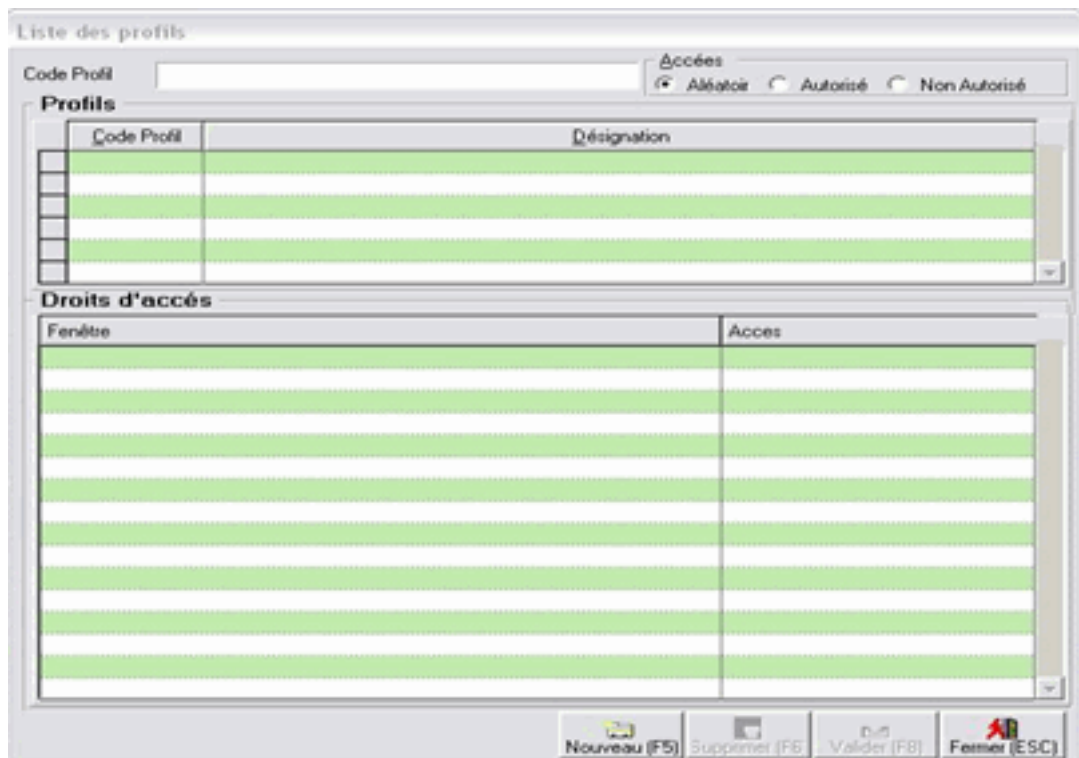 Liste des profils
Code Profil
Accées
Aléatoir Autorisé Non Autorisé
Profils
Code Profil Désignation
Droits d'accés
Fenêtre Acces
Nouveau (F5) Supprimer (F6 Valider (F8) Fermer (ESC)